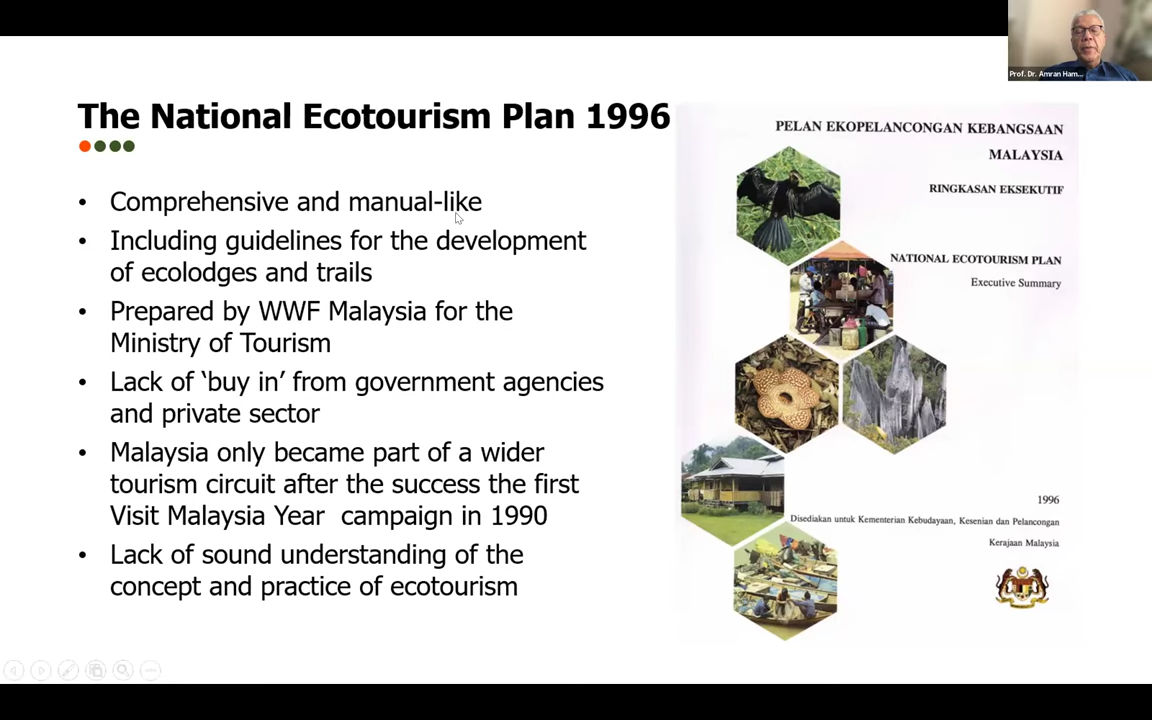 Prof. Dr. Amran Ham...
The National Ecotourism Plan 1996
• Comprehensive and manual-like
• Including guidelines for the development
of ecolodges and trails
• Prepared by WWF Malaysia for the
Ministry of Tourism
• Lack of ‘buy in’ from government agencies
and private sector
• Malaysia only became part of a wider
tourism circuit after the success the first
Visit Malaysia Year  campaign in 1990
• Lack of sound understanding of the
concept and practice of ecotourism
PELAN EKOPELANCONGAN KEBANGSAAN
MALAYSIA
RINGKASAN EKSEKUTIF
NATIONAL ECOTOURISM PLAN
Executive Summary
1996
Disediakan untuk Kementerian Kebudayaan, Kesenian dan Pelancongan
Kerajaan Malaysia